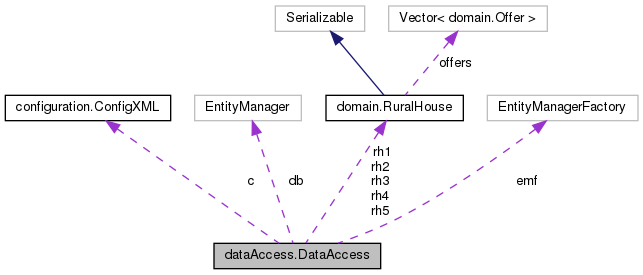 Serializable
Vector< domain.Offer >
offers
configuration.ConfigXML
EntityManager
domain.RuralHouse
EntityManagerFactory
c
db
rh1
rh2
rh3
rh4
rh5
emf
dataAccess.DataAccess